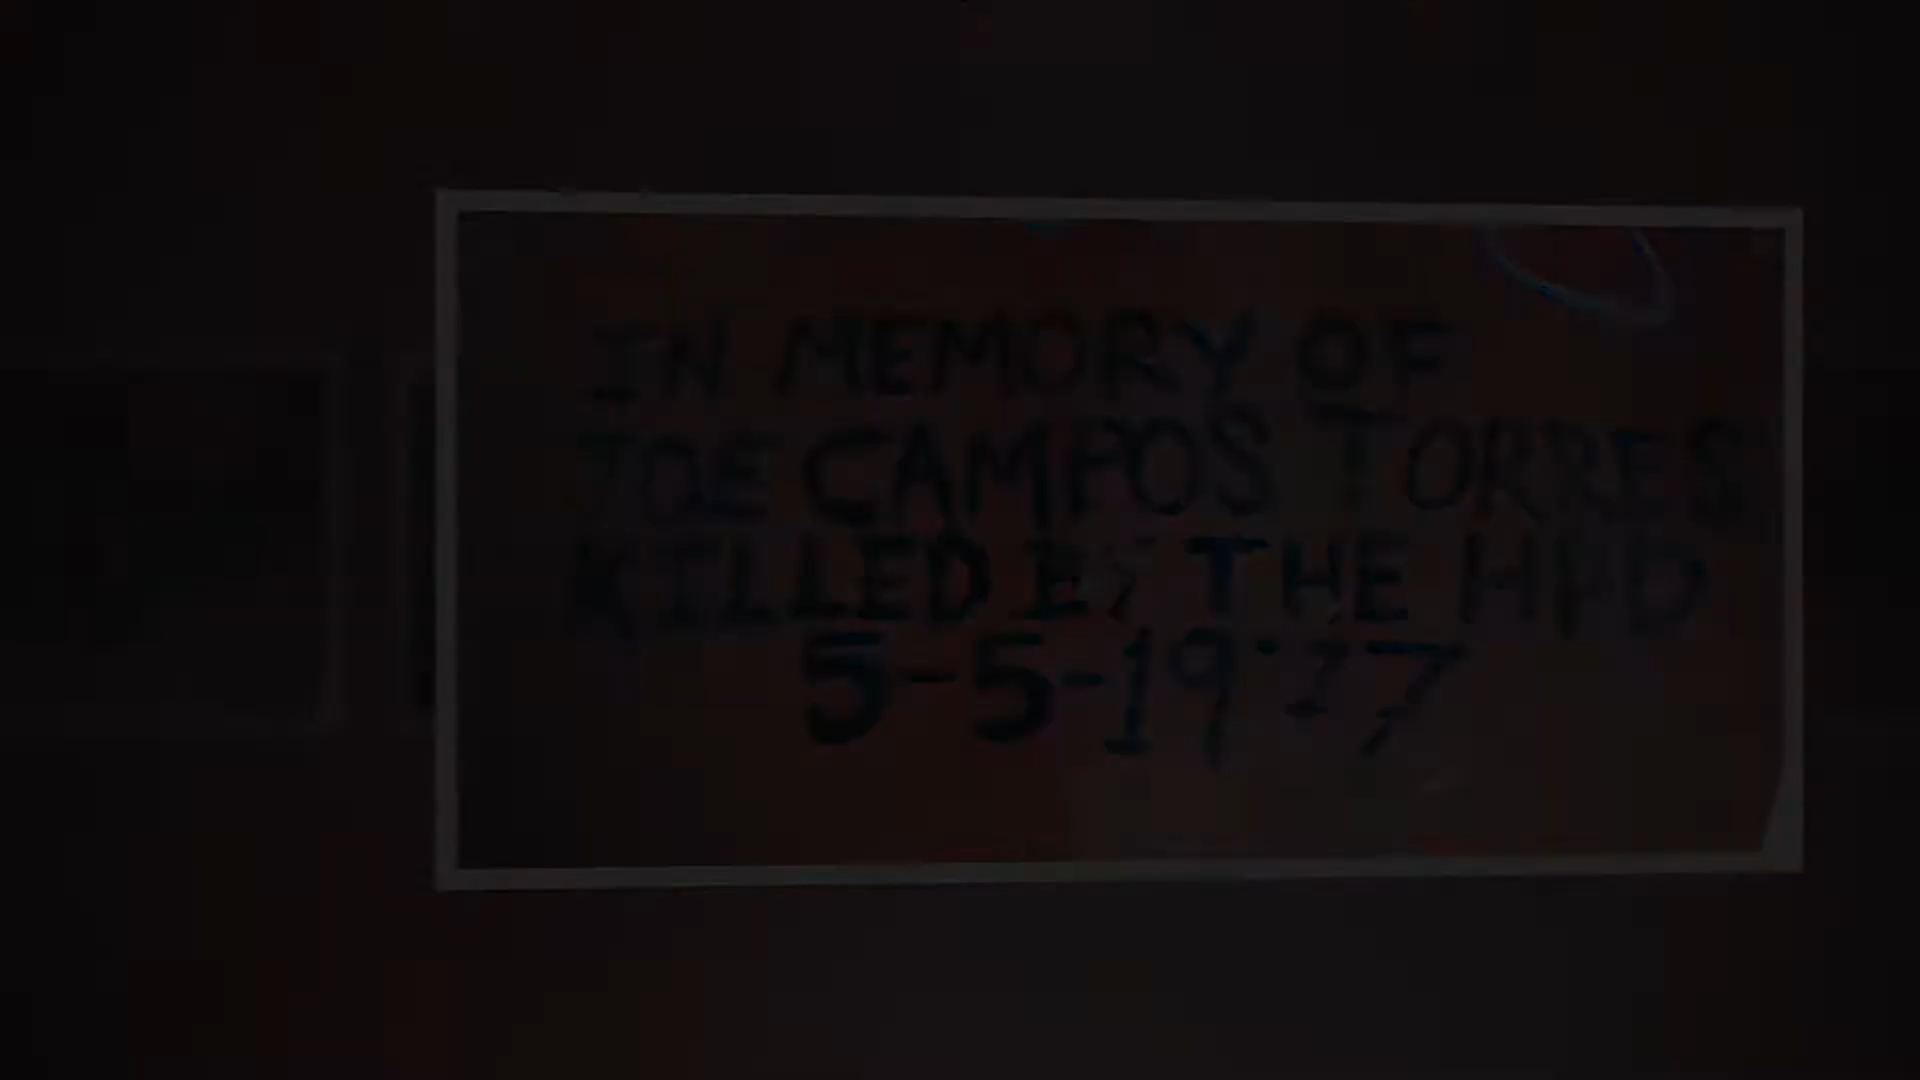 IN MEMORY OF
JOE CAMPOS TORRES
KILLED BY THE HPD
5-5-1977